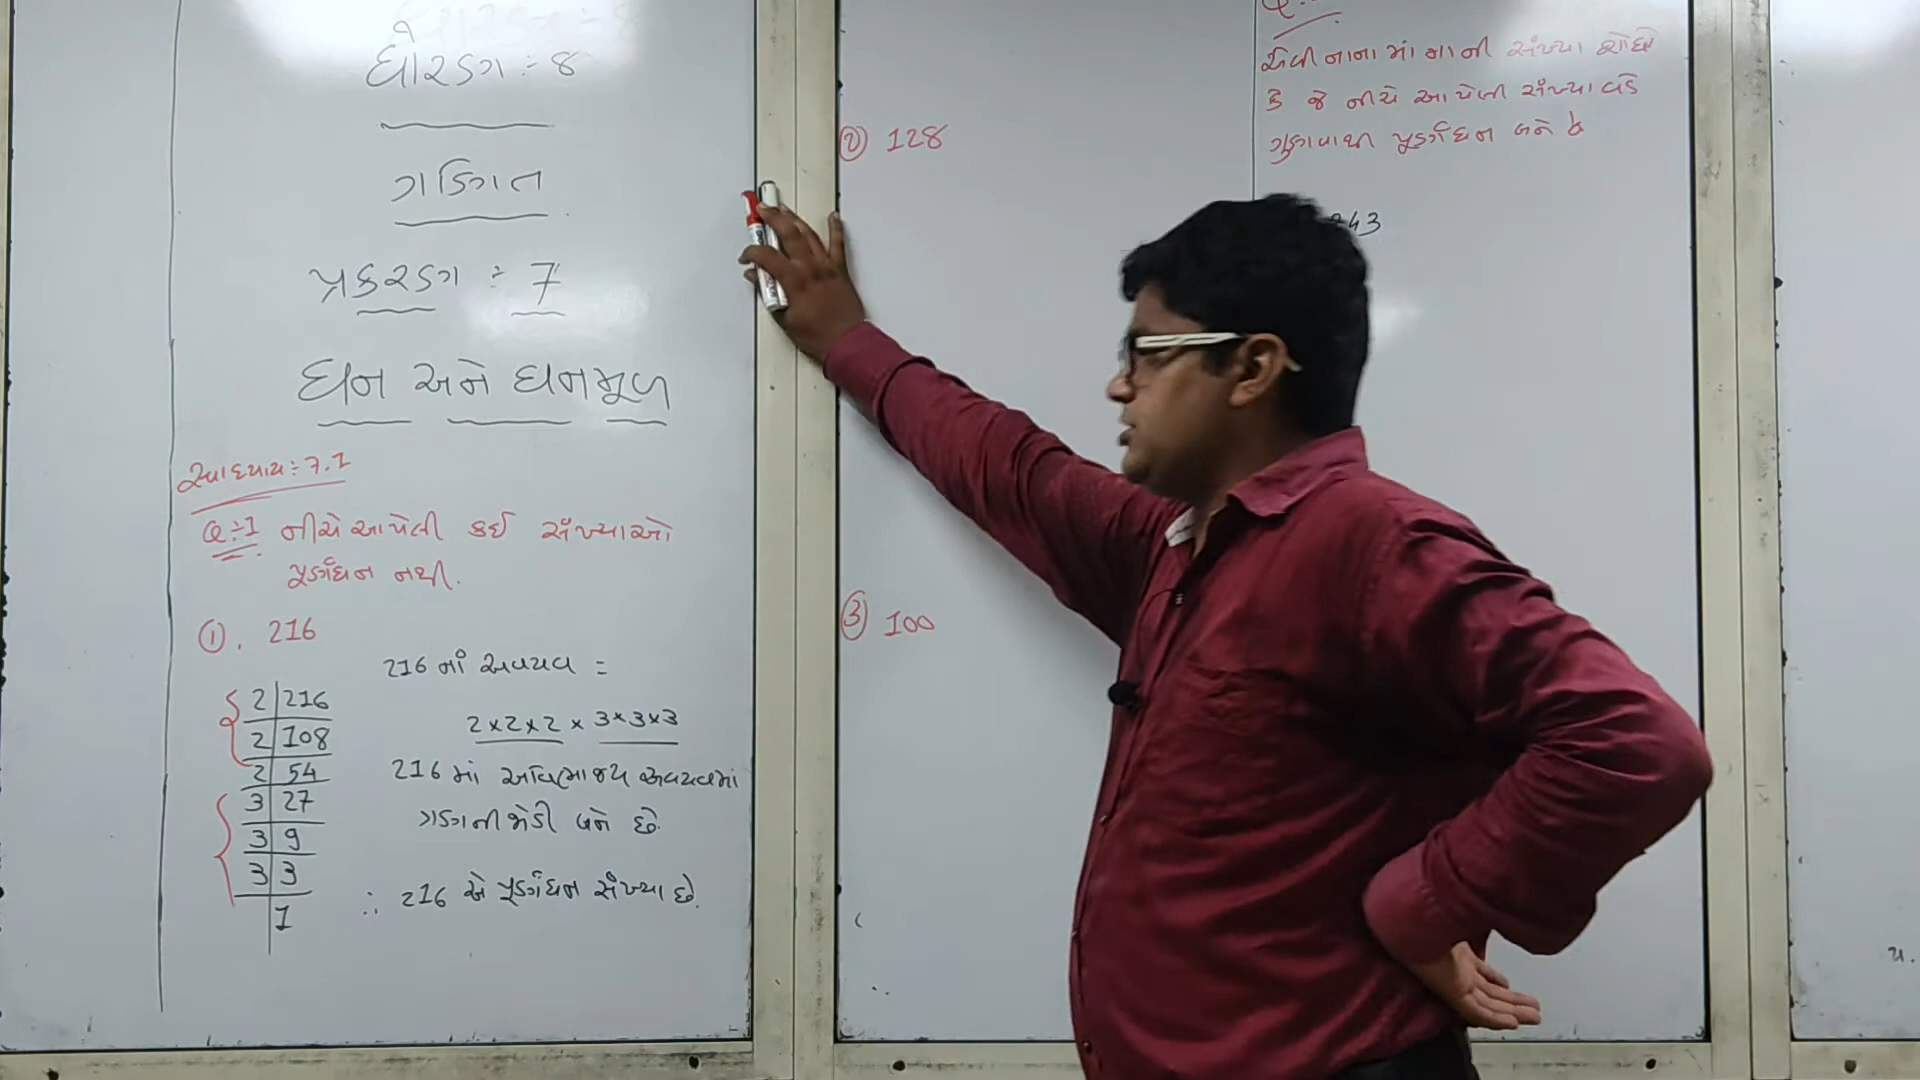 ધોરણ ÷ 8
ગણિત
પ્રકરણ ÷ 7
ઘન અને ઘનમૂળ
સ્વાધ્યાય ÷ 7.1
Q ÷ 1 નીચે આપેલી કઈ સંખ્યાઓ
પૂર્ણઘન નથી.
① . 216
2 | 216
2 | 108
2 | 54
3 | 27
3 | 9
3 | 3
1
216 નાં અવયવ =
2 × 2 × 2 × 3 × 3 × 3
216 માં અવિભાજ્ય અવયવમાં
ત્રણની જોડી બને છે.
∴ 216 એ પૂર્ણઘન સંખ્યા છે.
② 128
③ 100
એવી નાનામાં નાની સંખ્યા શોધો
કે જે નીચે આપેલી સંખ્યા વડે
ગુણવાથી પૂર્ણઘન બને છે
243